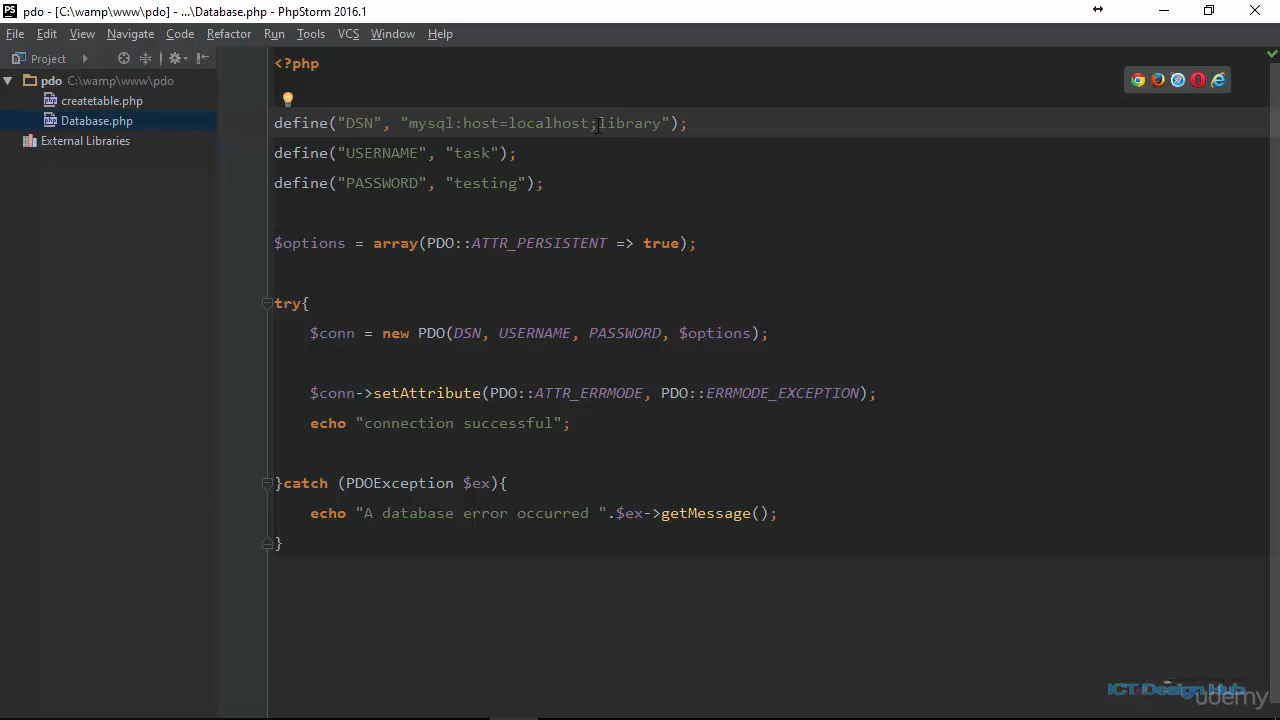 pdo - [C:\wamp\www\pdo] - ...\Database.php - PhpStorm 2016.1
File Edit View Navigate Code Refactor Run Tools VCS Window Help
Project
pdo C:\wamp\www\pdo
createtable.php
Database.php
External Libraries
<?php
define("DSN", "mysql:host=localhost;library");
define("USERNAME", "task");
define("PASSWORD", "testing");
$options = array(PDO::ATTR_PERSISTENT => true);
try{
$conn = new PDO(DSN, USERNAME, PASSWORD, $options);
$conn->setAttribute(PDO::ATTR_ERRMODE, PDO::ERRMODE_EXCEPTION);
echo "connection successful";
}catch (PDOException $ex){
echo "A database error occurred ".$ex->getMessage();
}
ICT Design Hub
udemy